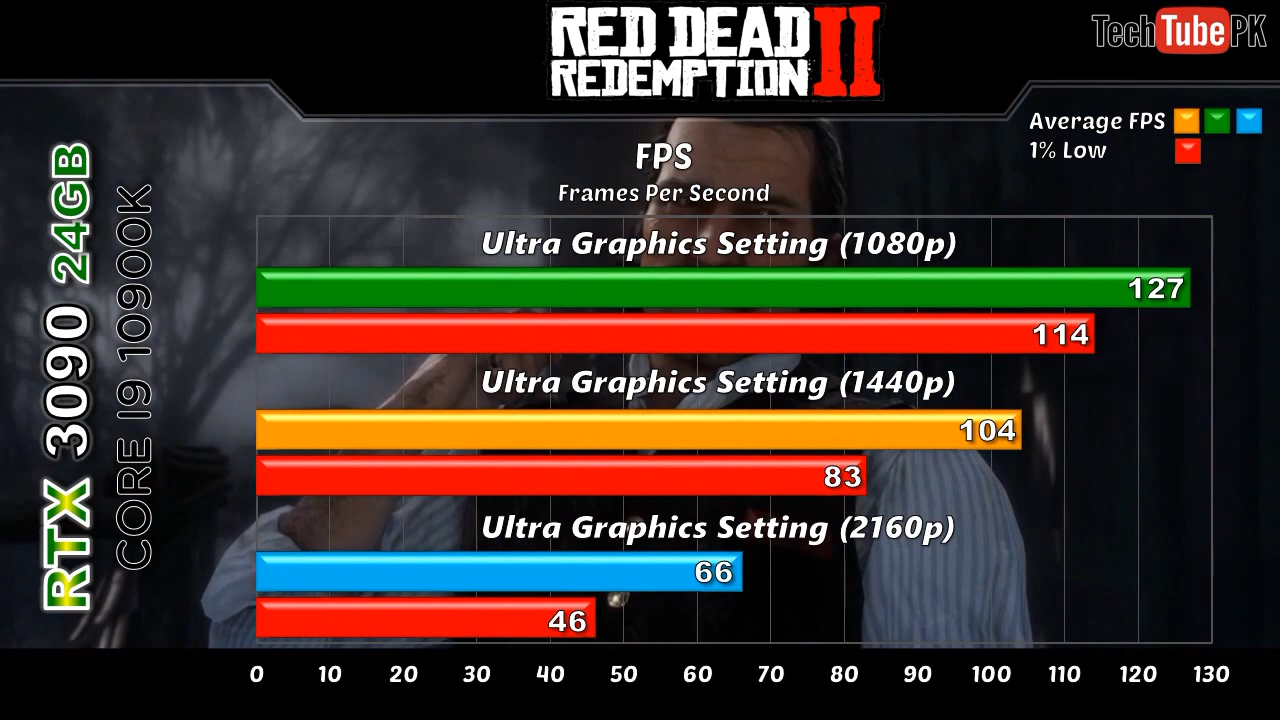 RED DEAD
REDEMPTION II
TechTubePK
Average FPS
1% Low
FPS
Frames Per Second
RTX 3090 24GB
CORE I9 10900K
Ultra Graphics Setting (1080p)
127
114
Ultra Graphics Setting (1440p)
104
83
Ultra Graphics Setting (2160p)
66
46
0 10 20 30 40 50 60 70 80 90 100 110 120 130